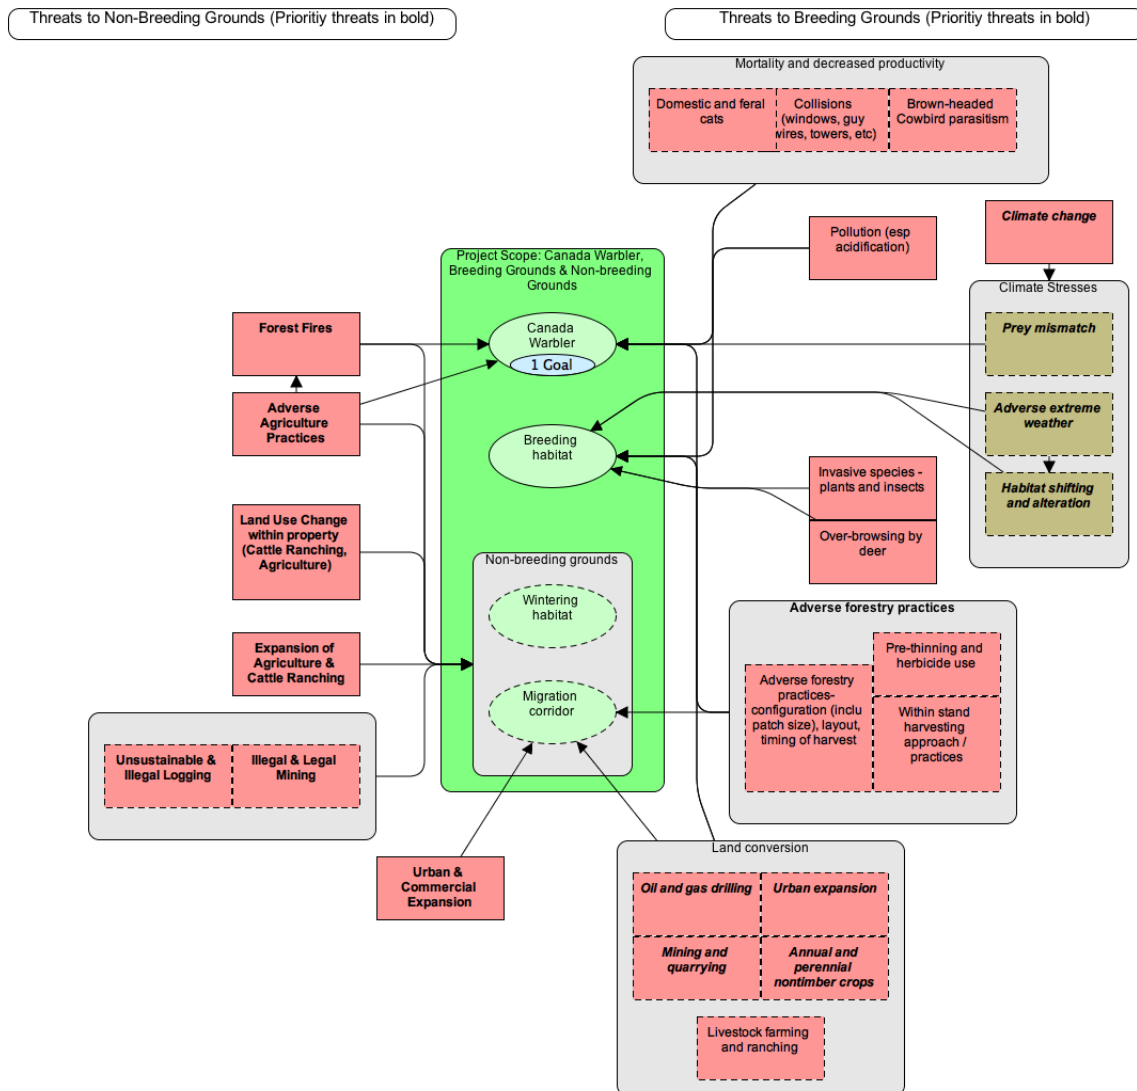 Threats to Non-Breeding Grounds (Prioritiy threats in bold)
Threats to Breeding Grounds (Prioritiy threats in bold)
Mortality and decreased productivity
Domestic and feral
cats
Collisions
(windows, guy
wires, towers, etc)
Brown-headed
Cowbird parasitism
Pollution (esp
acidification)
Climate change
Climate Stresses
Prey mismatch
Adverse extreme
weather
Habitat shifting
and alteration
Project Scope: Canada Warbler,
Breeding Grounds & Non-breeding
Grounds
Canada
Warbler
1 Goal
Breeding
habitat
Non-breeding grounds
Wintering
habitat
Migration
corridor
Forest Fires
Adverse
Agriculture
Practices
Land Use Change
within property
(Cattle Ranching,
Agriculture)
Expansion of
Agriculture &
Cattle Ranching
Unsustainable &
Illegal Logging
Illegal & Legal
Mining
Urban &
Commercial
Expansion
Invasive species -
plants and insects
Over-browsing by
deer
Adverse forestry practices
Pre-thinning and
herbicide use
Adverse forestry
practices-
configuration (inclu
patch size), layout,
timing of harvest
Within stand
harvesting
approach /
practices
Land conversion
Oil and gas drilling
Urban expansion
Mining and
quarrying
Annual and
perennial
nontimber crops
Livestock farming
and ranching